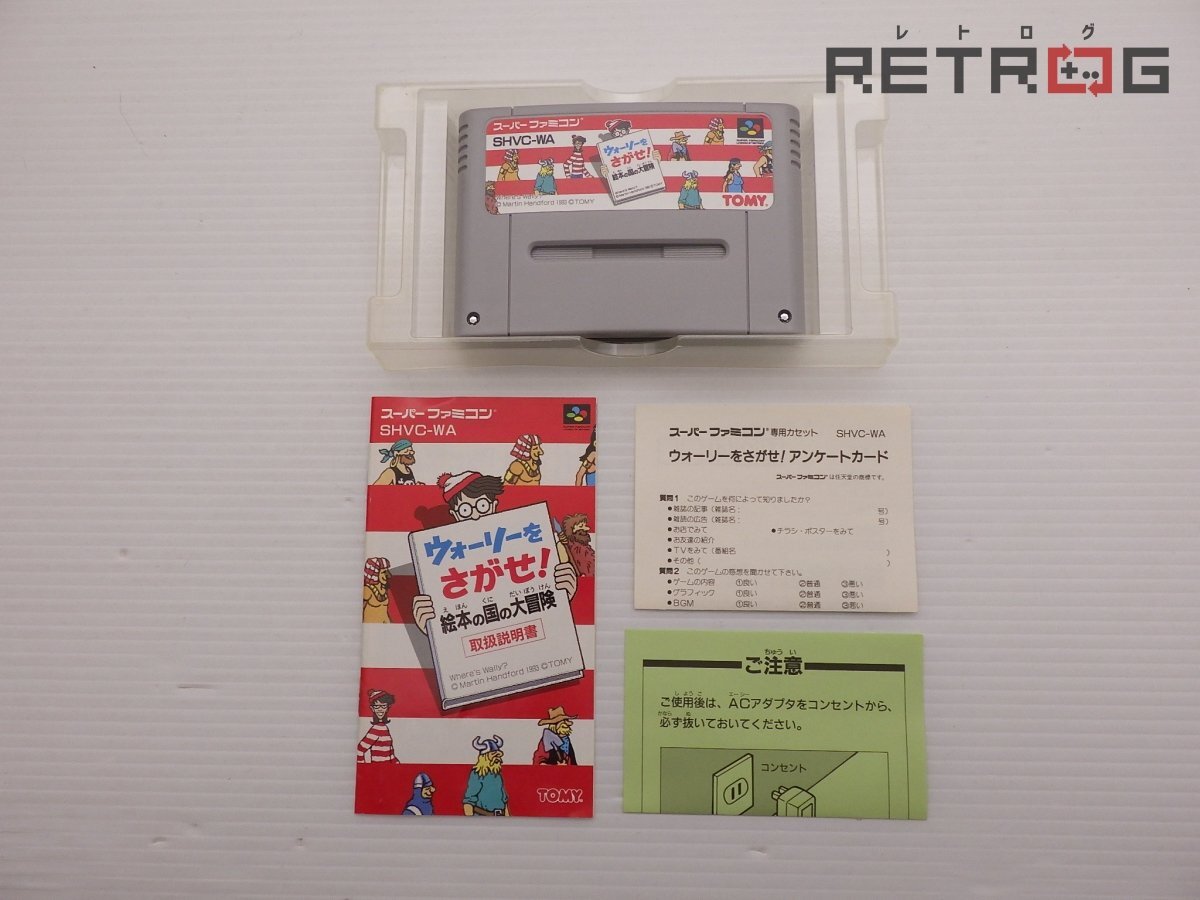 レトログ
RETROG
スーパーファミコン
SHVC-WA
ウォーリーを
さがせ!
絵本の国の大冒険
Where's Wally?
© Martin Handford 1993 © TOMY
TOMY
スーパーファミコン
SHVC-WA
ウォーリーを
さがせ!
え ほん くに だい ぼう けん
絵本の国の大冒険
取扱説明書
Where's Wally?
© Martin Handford 1993 © TOMY
TOMY
スーパーファミコン®専用カセット SHVC-WA
ウォーリーをさがせ!アンケートカード
スーパーファミコンは任天堂の商標です。
質問1 このゲームを何によって知りましたか?
●雑誌の記事(雑誌名: 号)
●雑誌の広告(雑誌名: 号)
●お店でみて ●チラシ・ポスターをみて
●お友達の紹介
●TVをみて(番組名 )
●その他( )
質問2 このゲームの感想を聞かせて下さい。
●ゲームの内容 ①良い ②普通 ③悪い
●グラフィック ①良い ②普通 ③悪い
●BGM ①良い ②普通 ③悪い
ちゅう い
ご注意
し よう ご エーシー
ご使用後は、ACアダプタをコンセントから、
かなら ぬ
必ず抜いておいてください。
コンセント